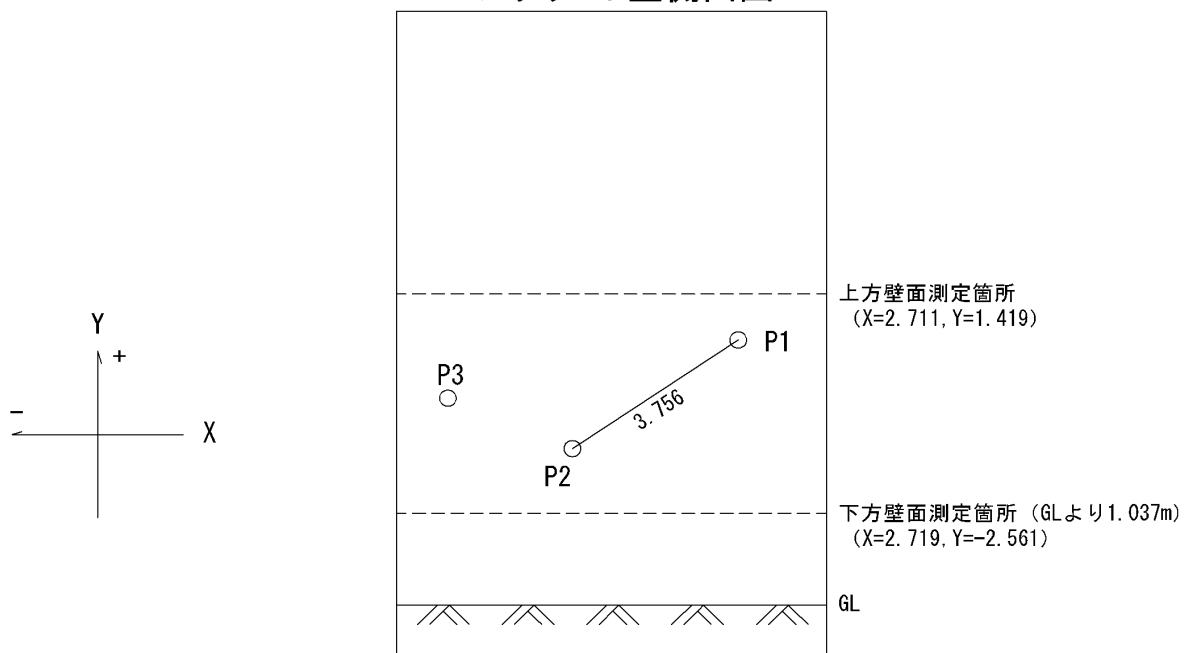 上方壁面測定箇所
(X=2.711, Y=1.419)
Y
+
P1
P3
3.756
-
X
P2
下方壁面測定箇所 (GLより1.037m)
(X=2.719, Y=-2.561)
GL